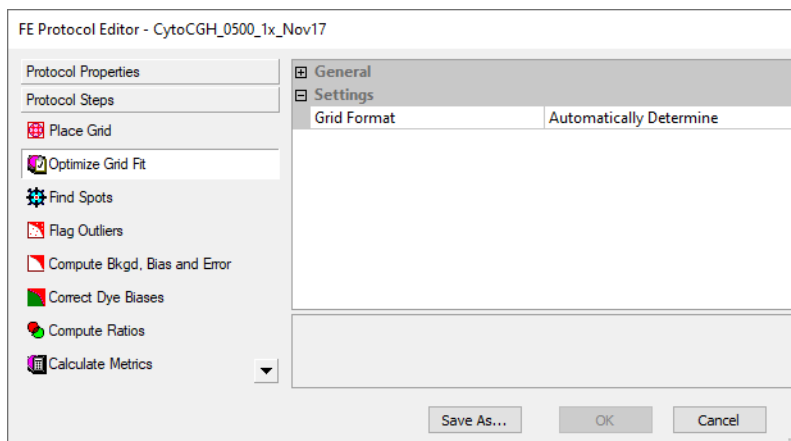 FE Protocol Editor - CytoCGH_0500_1x_Nov17
Protocol Properties
Protocol Steps
Place Grid
Optimize Grid Fit
Find Spots
Flag Outliers
Compute Bkgd, Bias and Error
Correct Dye Biases
Compute Ratios
Calculate Metrics
General
Settings
Grid Format Automatically Determine
Save As... OK Cancel